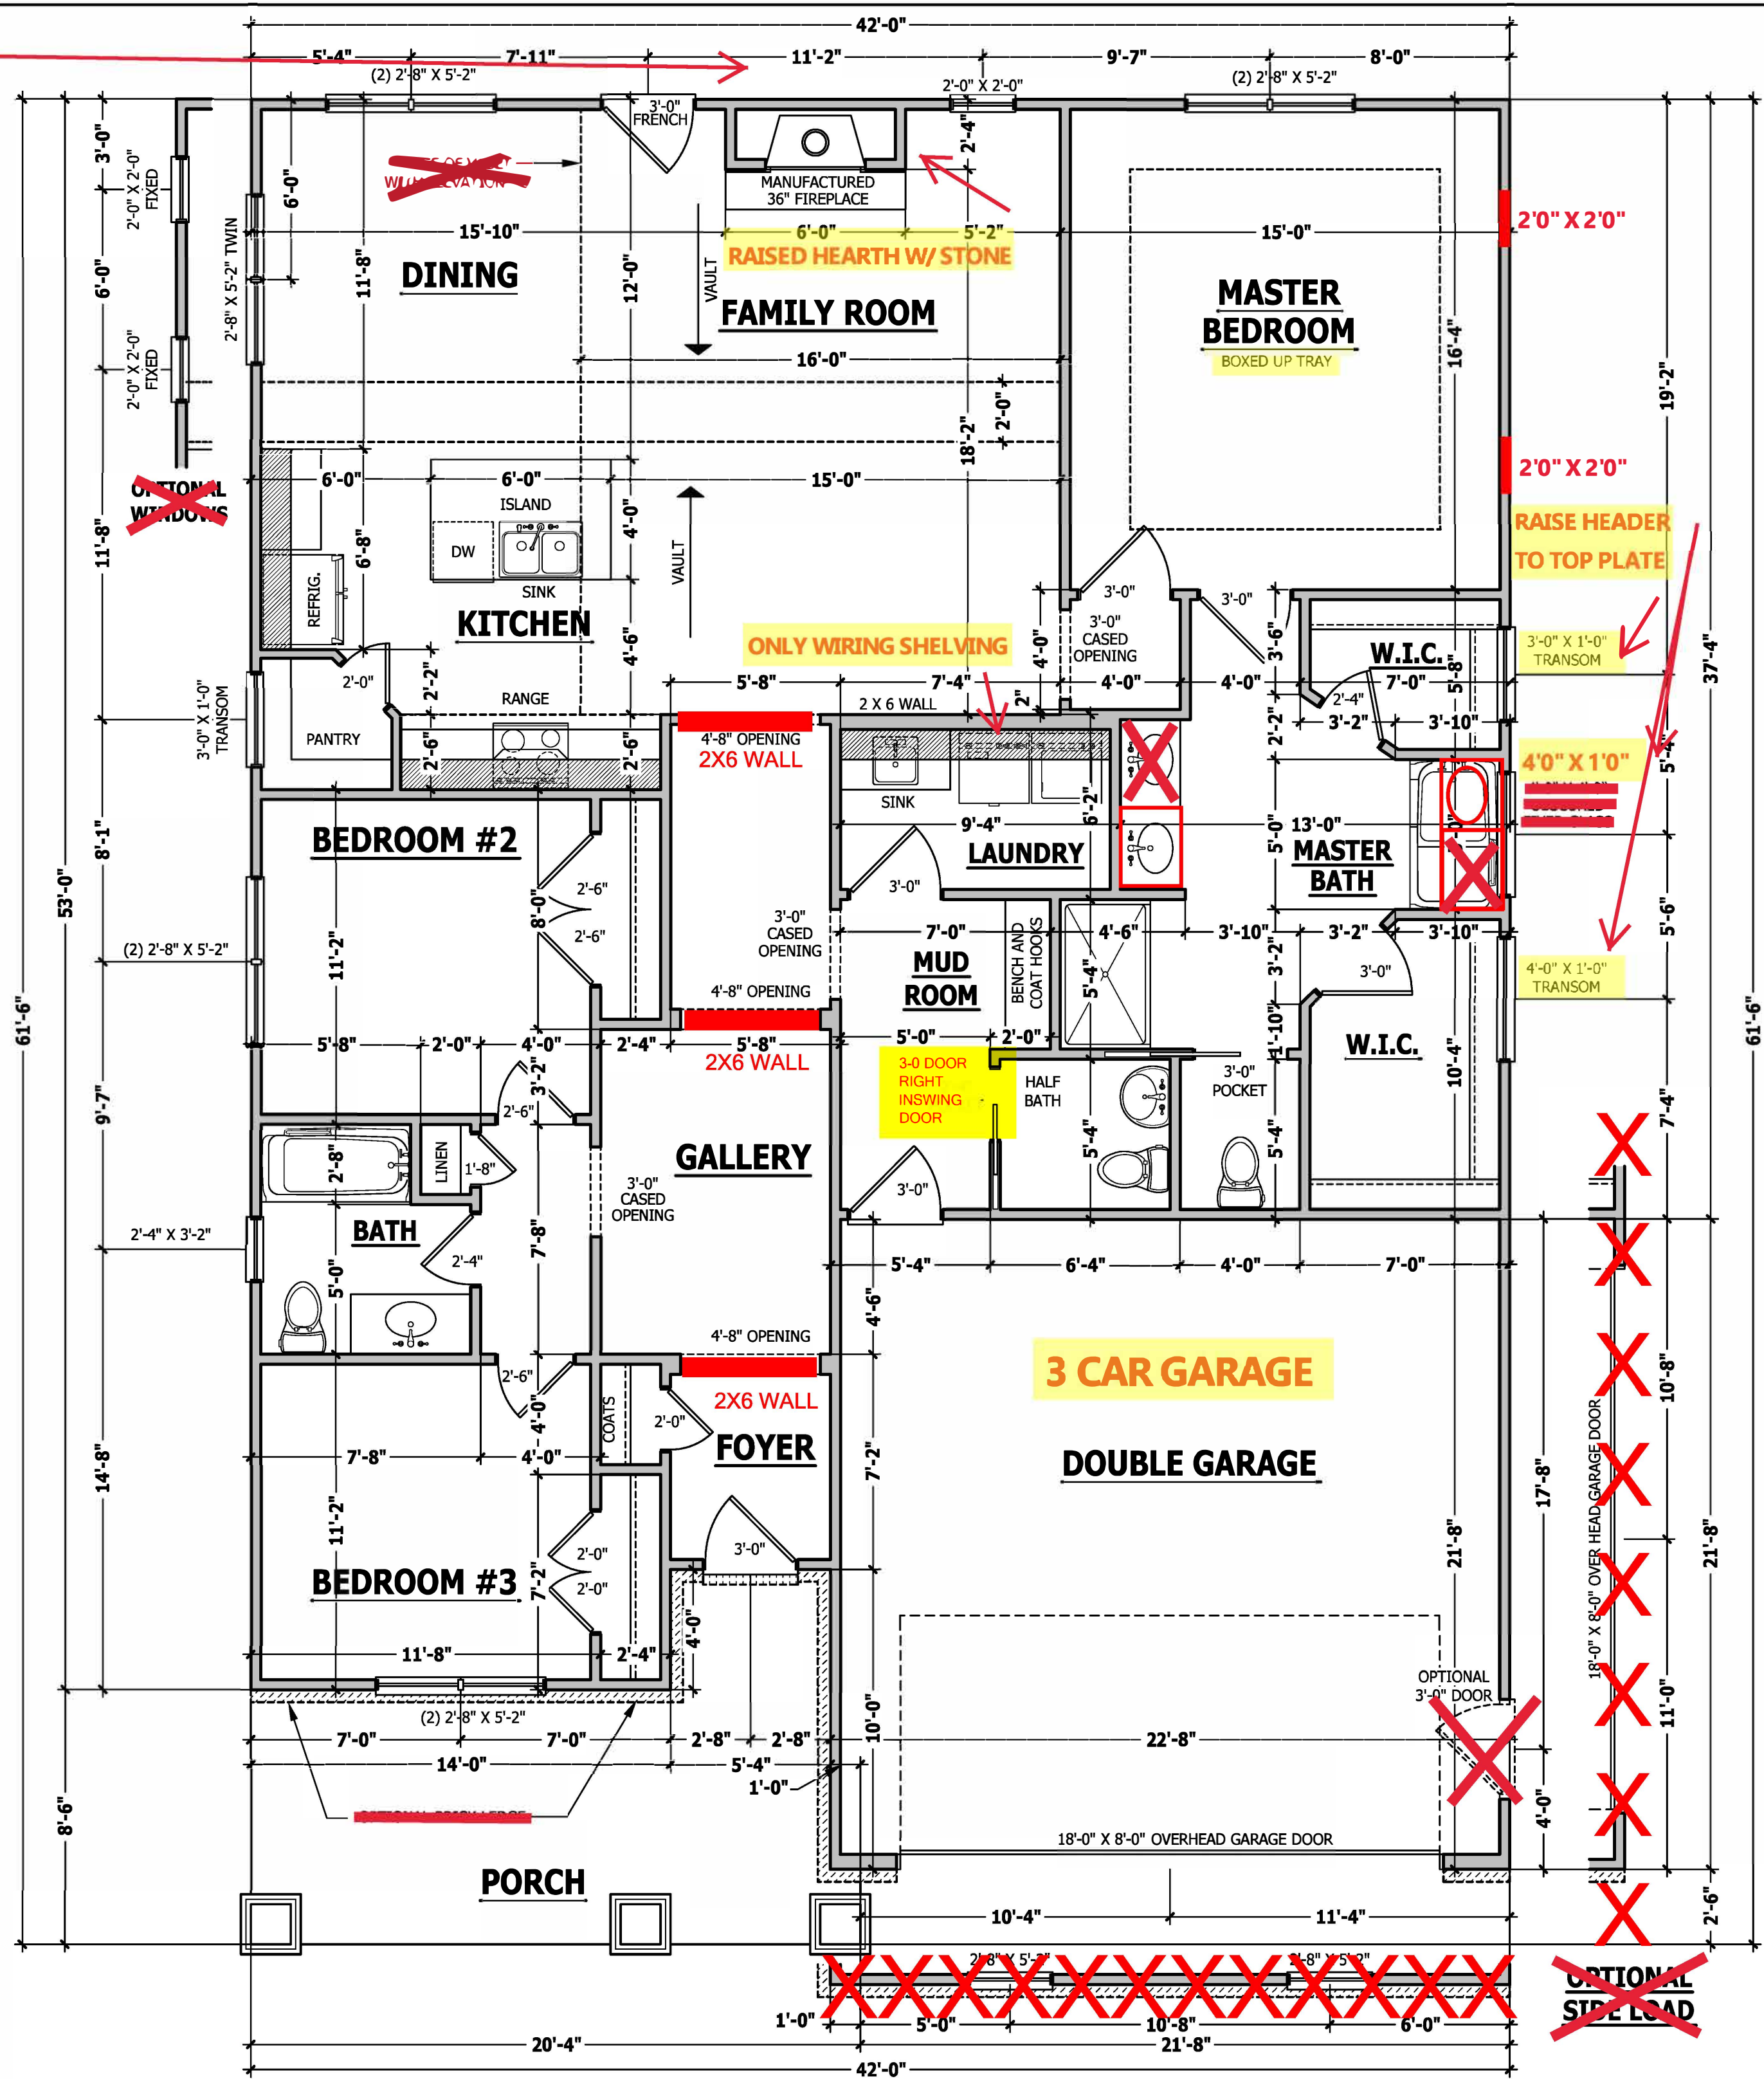 42'-0"
5'-4" 7'-11" 11'-2" 9'-7" 8'-0"
(2) 2'-8" X 5'-2"
2'-0" X 2'-0"
(2) 2'-8" X 5'-2"
3'-0"
FRENCH
2'-4"
3'-0"
2'-0" X 2'-0"
FIXED
6'-0"
MANUFACTURED
36" FIREPLACE
2'0" X 2'0"
15'-10" 6'-0" 5'-2" 15'-0"
RAISED HEARTH W/ STONE
DINING
11'-8"
12'-0"
VAULT
FAMILY ROOM
MASTER
BEDROOM
BOXED UP TRAY
2'-8" X 5'-2" TWIN
6'-0"
2'-0" X 2'-0"
FIXED
16'-0"
16'-4"
19'-2"
2'-0"
18'-2"
2'0" X 2'0"
6'-0" 6'-0" 15'-0"
OPTIONAL
WINDOWS
ISLAND
4'-0"
DW
SINK
VAULT
RAISE HEADER
TO TOP PLATE
11'-8"
6'-8"
REFRIG.
KITCHEN
4'-6"
3'-0"
3'-0"
3'-0"
CASED
OPENING
4'-0"
3'-6"
W.I.C.
5'-8"
3'-0" X 1'-0"
TRANSOM
37'-4"
ONLY WIRING SHELVING
2'-0"
2'-2"
5'-8" 7'-4" 4'-0" 4'-0" 7'-0"
2"
2'-4"
3'-0" X 1'-0"
TRANSOM
RANGE
2 X 6 WALL
3'-2" 3'-10"
2'-2"
PANTRY
2'-6"
2'-6"
4'-8" OPENING
2X6 WALL
5'-4"
4'0" X 1'0"
SINK
6'-2"
9'-4"
13'-0"
5'-0"
8'-1"
BEDROOM #2
LAUNDRY
MASTER
BATH
3'-0"
2'-6"
8'-0"
2'-6"
53'-0"
61'-6"
11'-2"
(2) 2'-8" X 5'-2"
3'-0"
CASED
OPENING
7'-0"
BENCH AND
COAT HOOKS
4'-6" 3'-10" 3'-2" 3'-10"
5'-6"
MUD
ROOM
5'-4"
3'-2"
3'-0"
4'-0" X 1'-0"
TRANSOM
4'-8" OPENING
61'-6"
5'-8" 2'-0" 4'-0" 2'-4" 5'-8" 5'-0" 2'-0"
1'-10"
W.I.C.
10'-4"
2X6 WALL
3'-0 DOOR
RIGHT
INSWING
DOOR
HALF
BATH
3'-0"
POCKET
3'-2"
2'-6"
9'-7"
7'-4"
LINEN
1'-8"
2'-8"
GALLERY
5'-4"
5'-4"
3'-0"
3'-0"
CASED
OPENING
2'-4" X 3'-2"
BATH
2'-4"
7'-8"
5'-0"
5'-4" 6'-4" 4'-0" 7'-0"
4'-6"
4'-8" OPENING
2'-6"
3 CAR GARAGE
10'-8"
2X6 WALL
4'-0"
COATS
2'-0"
FOYER
7'-2"
DOUBLE GARAGE
7'-8" 4'-0"
14'-8"
17'-8"
18'-0" X 8'-0" OVER HEAD GARAGE DOOR
11'-2"
21'-8"
21'-8"
3'-0"
2'-0"
2'-0"
7'-2"
BEDROOM #3
4'-0"
11'-8" 2'-4"
OPTIONAL
3'-0" DOOR
11'-0"
(2) 2'-8" X 5'-2"
10'-0"
7'-0" 7'-0" 2'-8" 2'-8" 22'-8"
14'-0" 5'-4"
1'-0"
8'-6"
4'-0"
18'-0" X 8'-0" OVERHEAD GARAGE DOOR
PORCH
10'-4" 11'-4"
2'-6"
OPTIONAL
SIDE LOAD
1'-0" 5'-0" 10'-8" 6'-0"
20'-4" 21'-8"
42'-0"